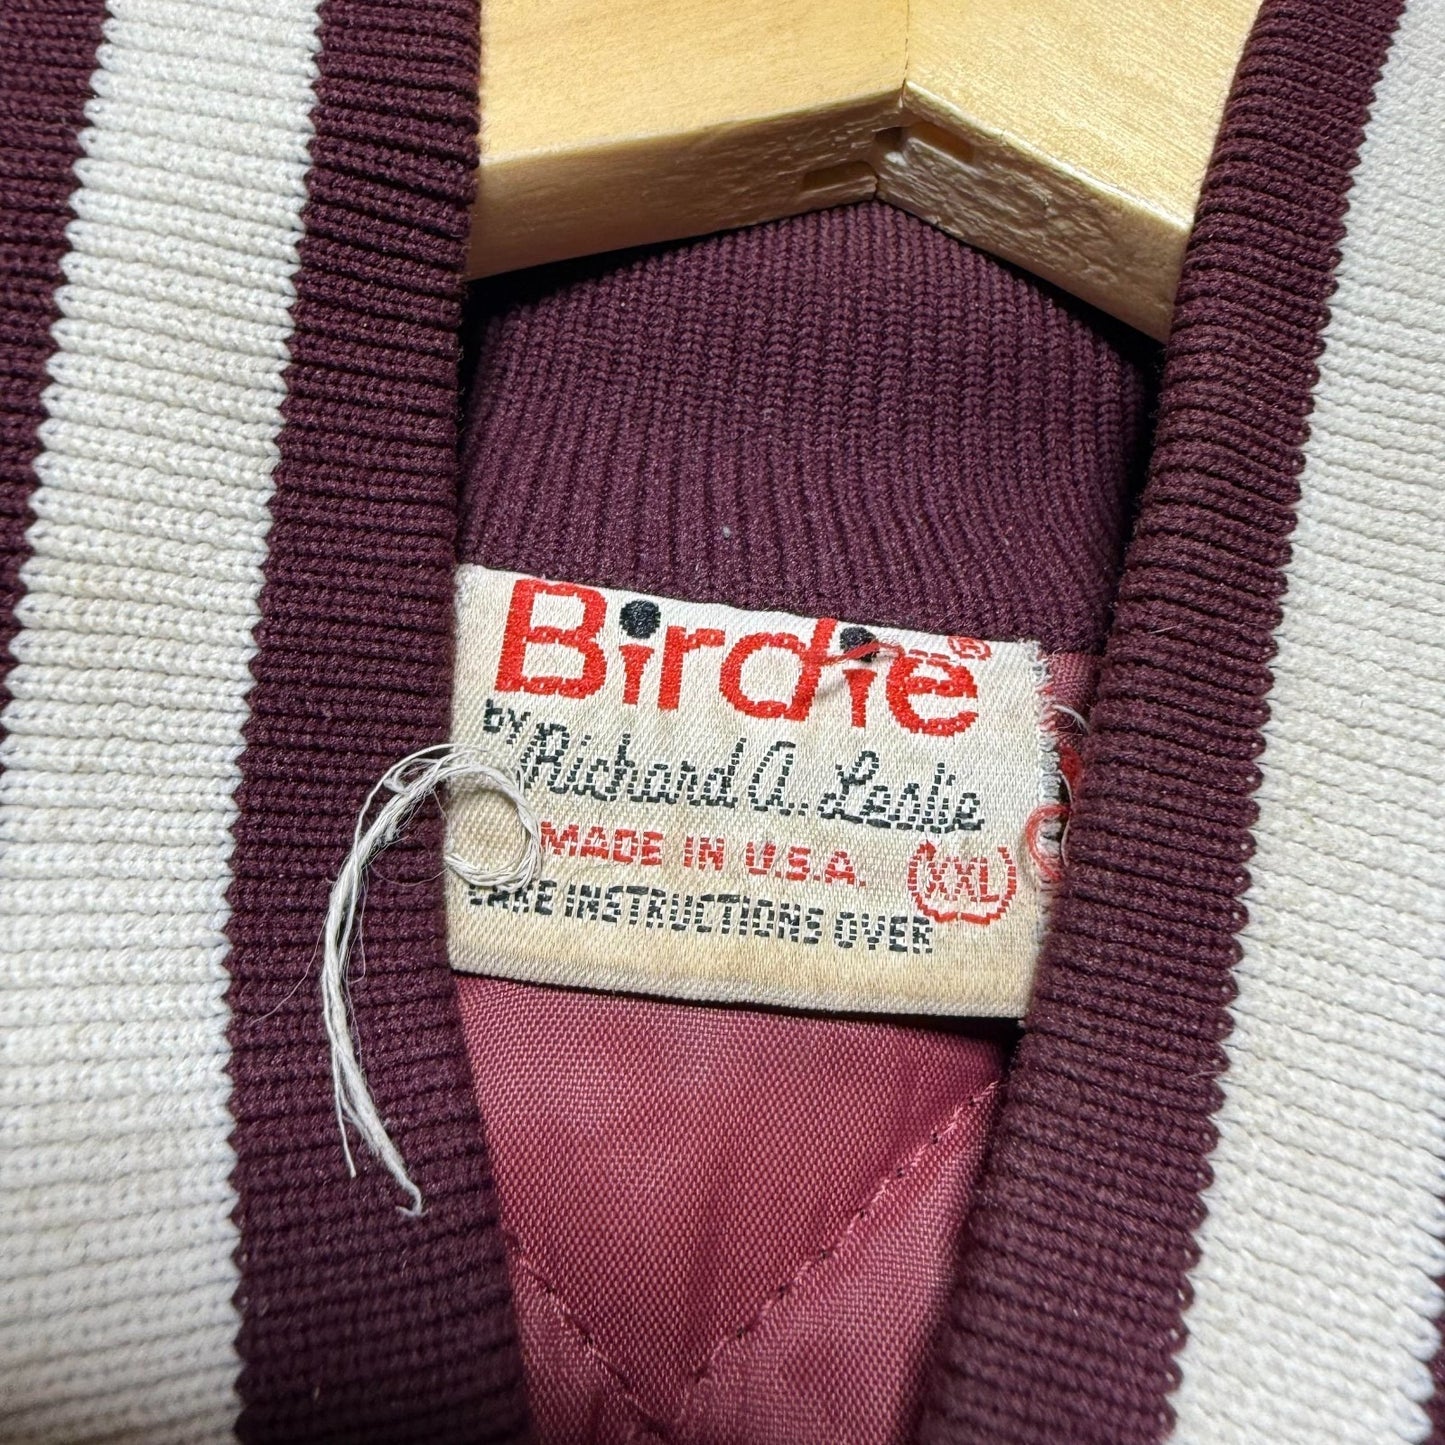 Birdie®
BY Richard A. Leslie
MADE IN U.S.A. (XXL)
CARE INSTRUCTIONS OVER